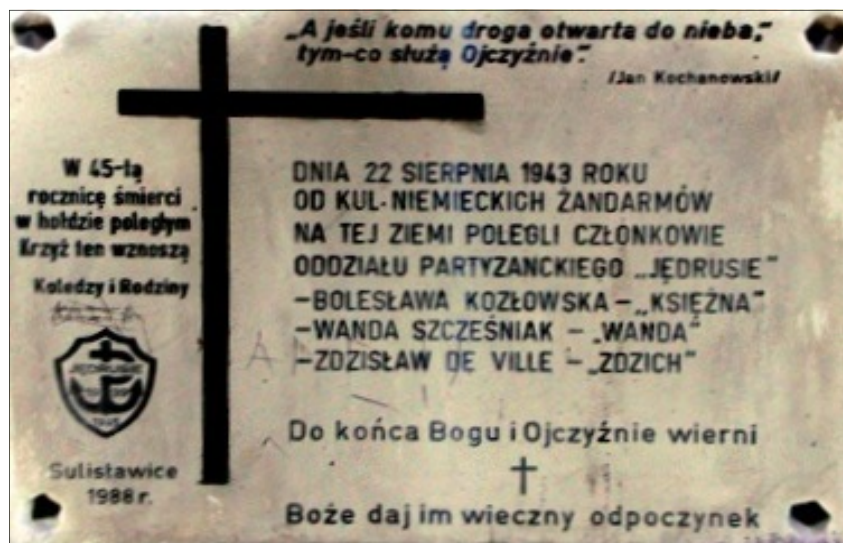 „A jeśli komu droga otwarta do nieba,”
tym-co służą Ojczyźnie”.
/Jan Kochanowski/
W 45-tą
rocznicę śmierci
w hołdzie poległym
Krzyż ten wznoszą
Koledzy i Rodziny
JĘDRUSIE
Sulisławice
1988 r.
DNIA 22 SIERPNIA 1943 ROKU
OD KUL-NIEMIECKICH ŻANDARMÓW
NA TEJ ZIEMI POLEGLI CZŁONKOWIE
ODDZIAŁU PARTYZANCKIEGO „JĘDRUSIE”
-BOLESŁAWA KOZŁOWSKA-„KSIĘŻNA”
-WANDA SZCZEŚNIAK - „WANDA”
-ZDZISŁAW DE VILLE - „ZDZICH”
Do końca Bogu i Ojczyźnie wierni
Boże daj im wieczny odpoczynek